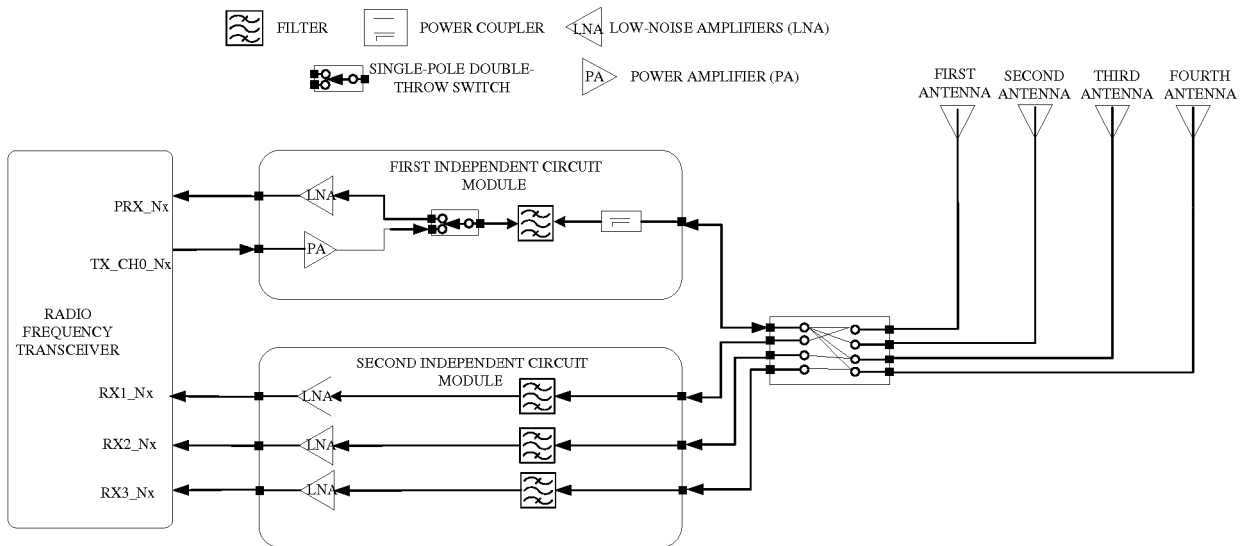 FILTER
POWER COUPLER
LNA
LOW-NOISE AMPLIFIERS (LNA)
SINGLE-POLE DOUBLE-
THROW SWITCH
PA
POWER AMPLIFIER (PA)
FIRST
ANTENNA
SECOND
ANTENNA
THIRD
ANTENNA
FOURTH
ANTENNA
FIRST INDEPENDENT CIRCUIT
MODULE
LNA
PRX_Nx
PA
TX_CH0_Nx
RADIO
FREQUENCY
TRANSCEIVER
SECOND INDEPENDENT CIRCUIT
MODULE
RX1_Nx
LNA
RX2_Nx
LNA
RX3_Nx
LNA